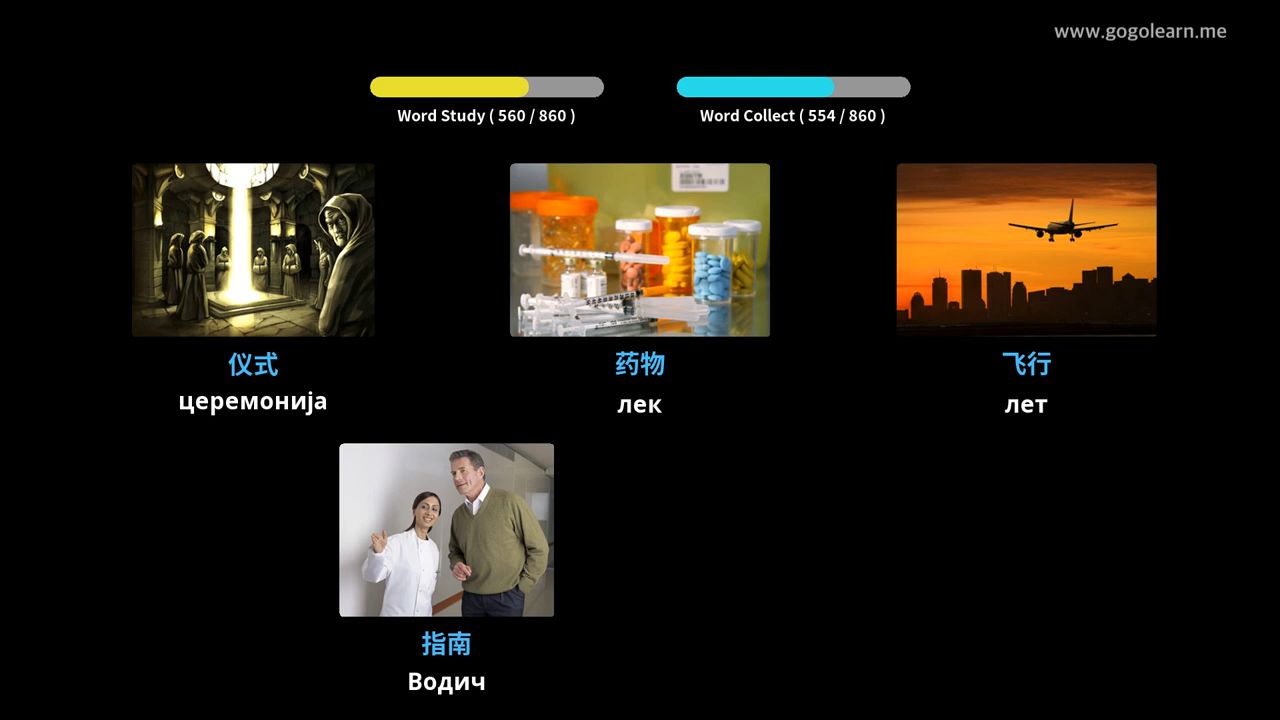 www.gogolearn.me
Word Study ( 560 / 860 )
Word Collect ( 554 / 860 )
仪式
церемонија
药物
лек
飞行
лет
指南
Водич